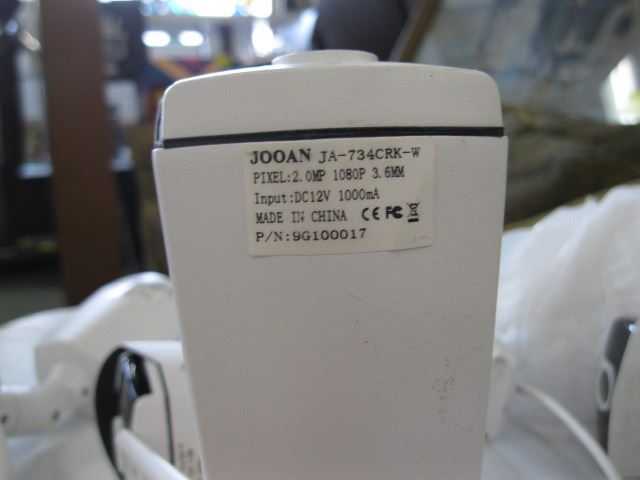 JOOAN JA-734CRK-W
PIXEL:2.0MP 1080P 3.6MM
Input:DC12V 1000mA
MADE IN CHINA CE FC
P/N:9G100017